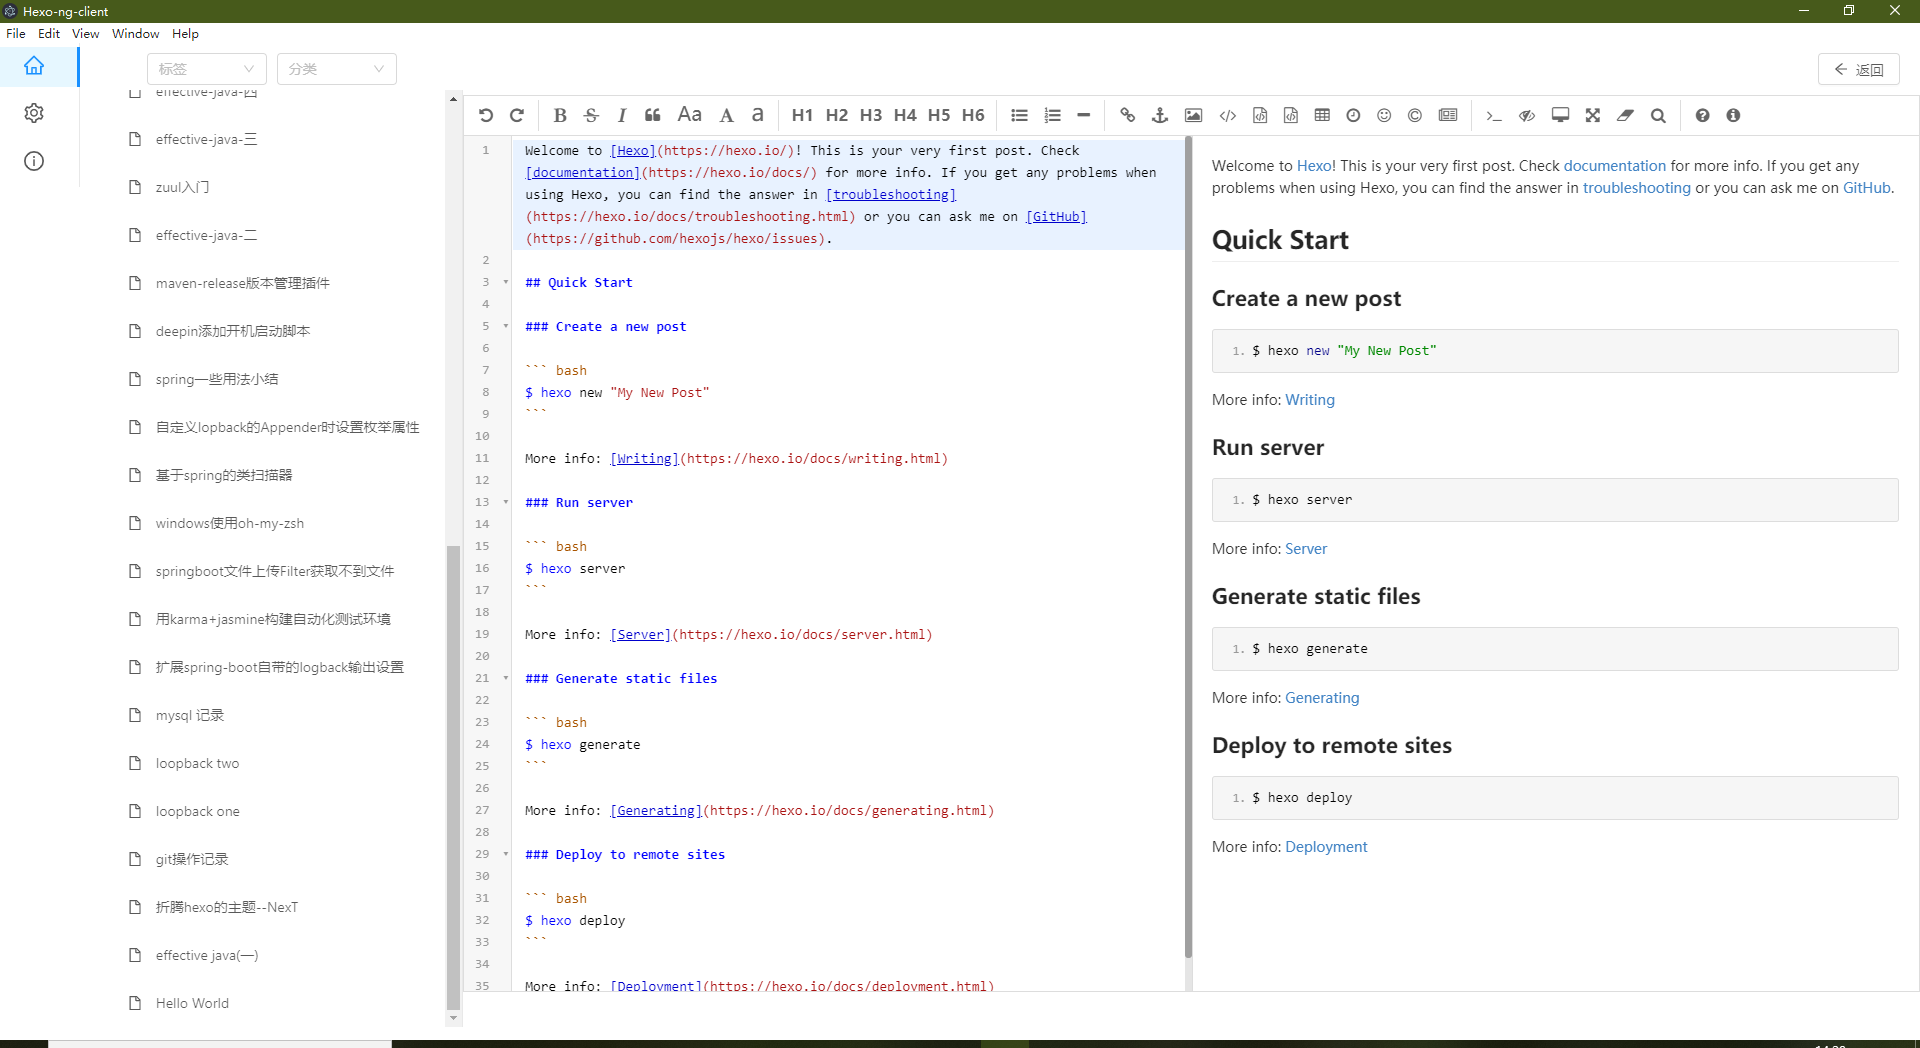 Hexo-ng-client
File Edit View Window Help
标签 分类 返回
effective-java-四
effective-java-三
zuul入门
effective-java-二
maven-release版本管理插件
deepin添加开机启动脚本
spring一些用法小结
自定义lopback的Appender时设置枚举属性
基于spring的类扫描器
windows使用oh-my-zsh
springboot文件上传Filter获取不到文件
用karma+jasmine构建自动化测试环境
扩展spring-boot自带的logback输出设置
mysql 记录
loopback two
loopback one
git操作记录
折腾hexo的主题--NexT
effective java(一)
Hello World
B S I Aa A a H1 H2 H3 H4 H5 H6
1 Welcome to [Hexo](https://hexo.io/)! This is your very first post. Check
[documentation](https://hexo.io/docs/) for more info. If you get any problems when
using Hexo, you can find the answer in [troubleshooting]
(https://hexo.io/docs/troubleshooting.html) or you can ask me on [GitHub]
(https://github.com/hexojs/hexo/issues).
2
3 ## Quick Start
4
5 ### Create a new post
6
7 ``` bash
8 $ hexo new "My New Post"
9 ```
10
11 More info: [Writing](https://hexo.io/docs/writing.html)
12
13 ### Run server
14
15 ``` bash
16 $ hexo server
17 ```
18
19 More info: [Server](https://hexo.io/docs/server.html)
20
21 ### Generate static files
22
23 ``` bash
24 $ hexo generate
25 ```
26
27 More info: [Generating](https://hexo.io/docs/generating.html)
28
29 ### Deploy to remote sites
30
31 ``` bash
32 $ hexo deploy
33 ```
34
35 More info: [Deployment](https://hexo.io/docs/deployment.html)
Welcome to Hexo! This is your very first post. Check documentation for more info. If you get any
problems when using Hexo, you can find the answer in troubleshooting or you can ask me on GitHub.
Quick Start
Create a new post
1. $ hexo new "My New Post"
More info: Writing
Run server
1. $ hexo server
More info: Server
Generate static files
1. $ hexo generate
More info: Generating
Deploy to remote sites
1. $ hexo deploy
More info: Deployment